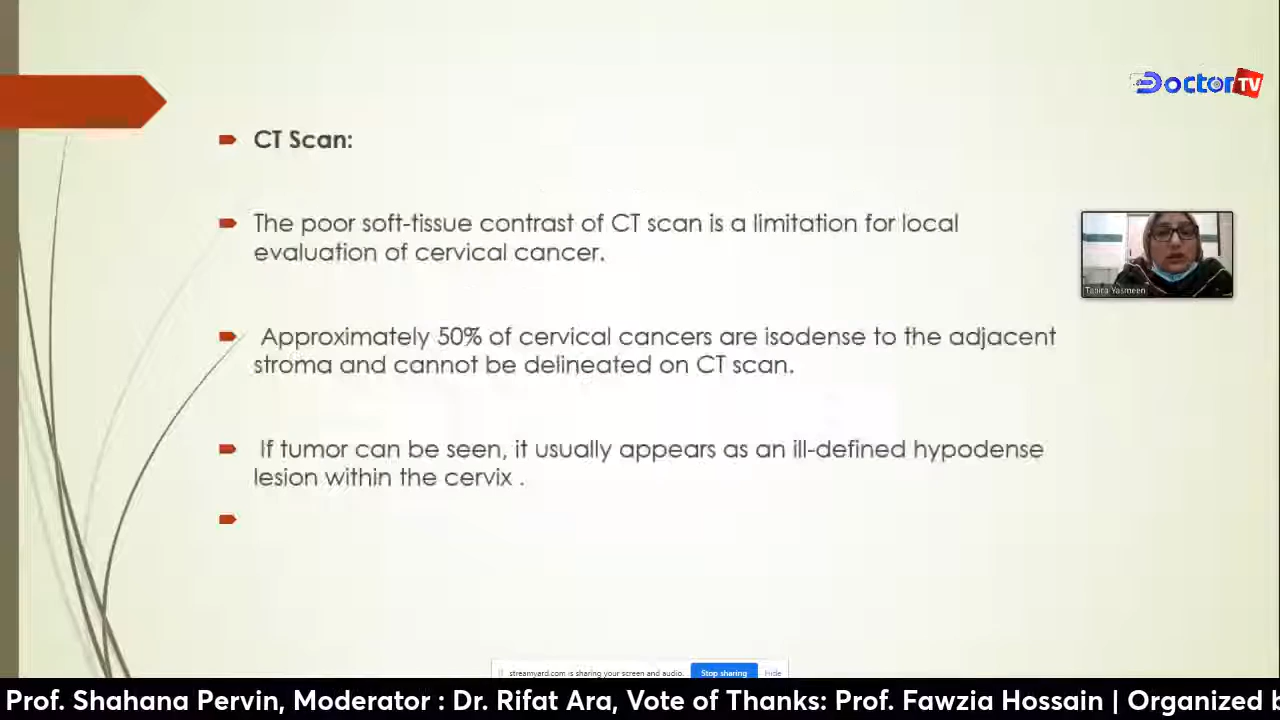 DoctorTV
CT Scan:
The poor soft-tissue contrast of CT scan is a limitation for local
evaluation of cervical cancer.
Approximately 50% of cervical cancers are isodense to the adjacent
stroma and cannot be delineated on CT scan.
If tumor can be seen, it usually appears as an ill-defined hypodense
lesion within the cervix .
Yasmeen
streamyard.com is sharing your screen and audio.
Stop sharing
Hide
Prof. Shahana Pervin, Moderator : Dr. Rifat Ara, Vote of Thanks: Prof. Fawzia Hossain | Organized